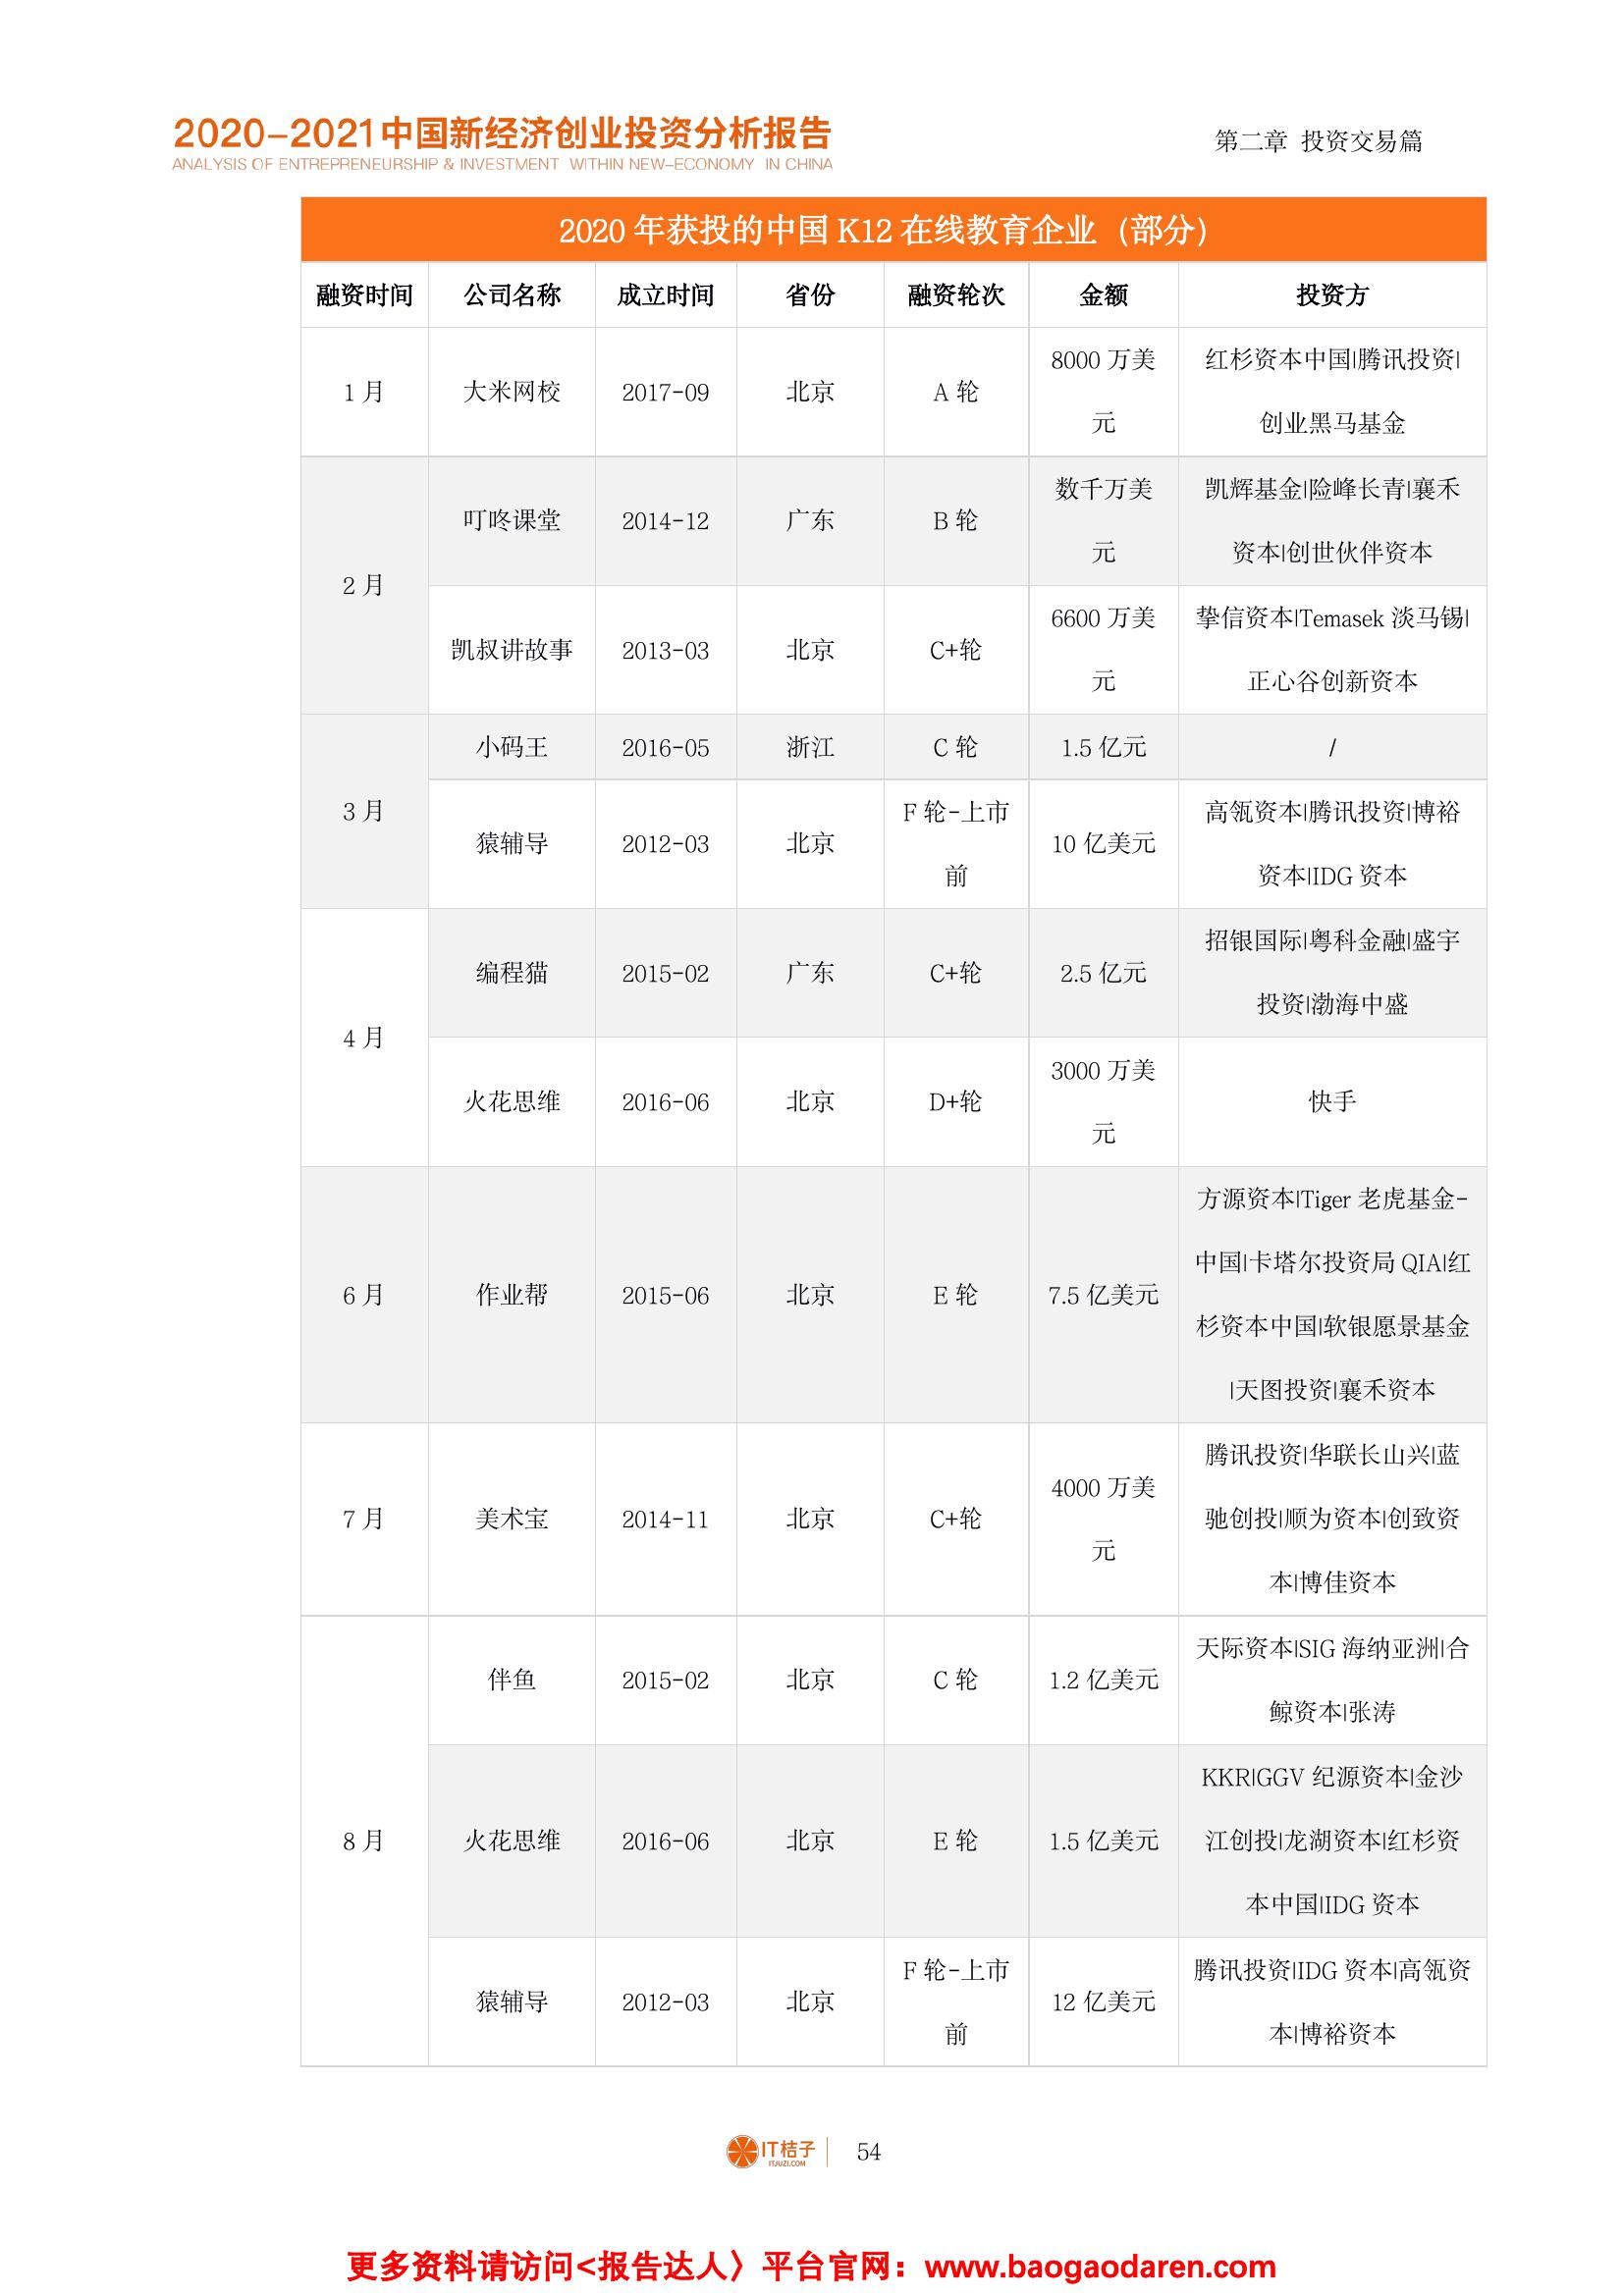 2020-2021中国新经济创业投资分析报告
ANALYSIS OF ENTREPRENEURSHIP & INVESTMENT WITHIN NEW-ECONOMY IN CHINA
第二章 投资交易篇
2020 年获投的中国 K12 在线教育企业（部分）
融资时间 公司名称 成立时间 省份 融资轮次 金额 投资方
1 月 大米网校 2017-09 北京 A 轮 8000 万美
元
红杉资本中国|腾讯投资|
创业黑马基金
2 月
叮咚课堂 2014-12 广东 B 轮 数千万美
元
凯辉基金|险峰长青|襄禾
资本|创世伙伴资本
凯叔讲故事 2013-03 北京 C+轮 6600 万美
元
挚信资本|Temasek 淡马锡|
正心谷创新资本
3 月
小码王 2016-05 浙江 C 轮 1.5 亿元 /
猿辅导 2012-03 北京 F 轮-上市
前
10 亿美元
高瓴资本|腾讯投资|博裕
资本|IDG 资本
4 月
编程猫 2015-02 广东 C+轮 2.5 亿元
招银国际|粤科金融|盛宇
投资|渤海中盛
火花思维 2016-06 北京 D+轮 3000 万美
元
快手
6 月 作业帮 2015-06 北京 E 轮 7.5 亿美元
方源资本|Tiger 老虎基金-
中国|卡塔尔投资局 QIA|红
杉资本中国|软银愿景基金
|天图投资|襄禾资本
7 月 美术宝 2014-11 北京 C+轮 4000 万美
元
腾讯投资|华联长山兴|蓝
驰创投|顺为资本|创致资
本|博佳资本
8 月
伴鱼 2015-02 北京 C 轮 1.2 亿美元
天际资本|SIG 海纳亚洲|合
鲸资本|张涛
火花思维 2016-06 北京 E 轮 1.5 亿美元
KKR|GGV 纪源资本|金沙
江创投|龙湖资本|红杉资
本中国|IDG 资本
猿辅导 2012-03 北京 F 轮-上市
前
12 亿美元
腾讯投资|IDG 资本|高瓴资
本|博裕资本
IT桔子
ITJUZI.COM
54
更多资料请访问<报告达人〉平台官网：www.baogaodaren.com